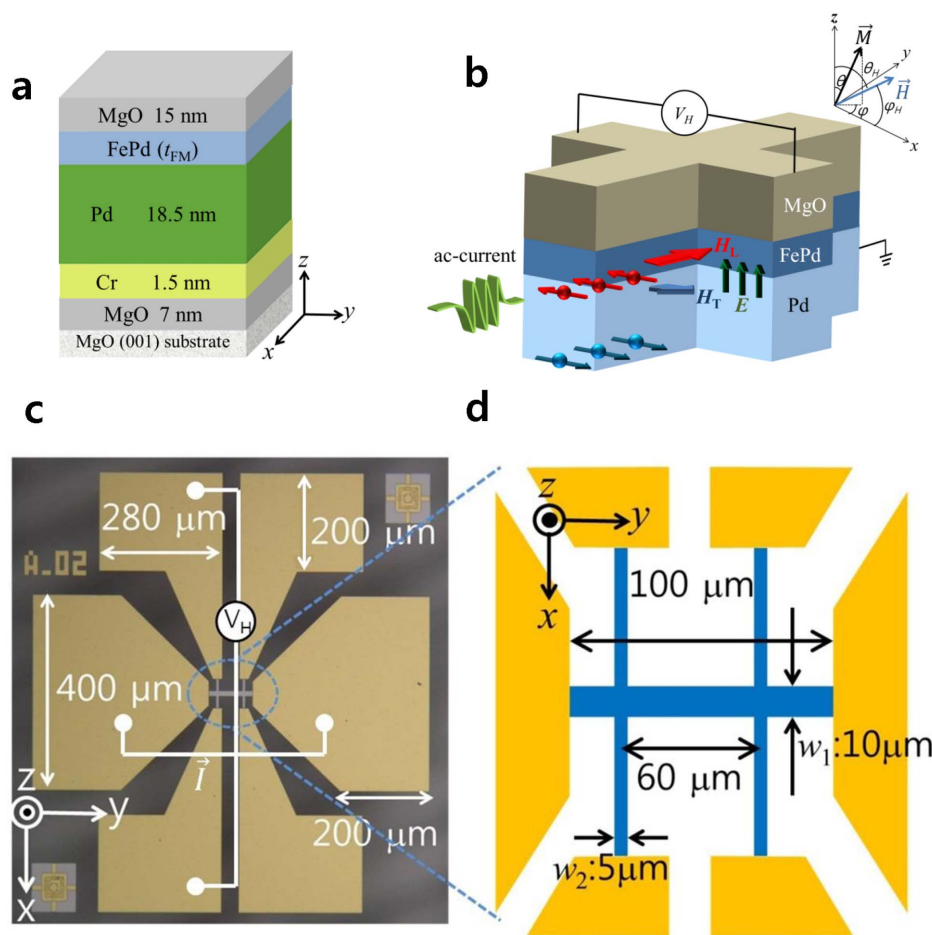 a
MgO 15 nm
FePd (tFM)
Pd 18.5 nm
Cr 1.5 nm
MgO 7 nm
MgO (001) substrate
z
y
x
b
VH
z
M
y
θ
θH
H
φ
φH
x
MgO
FePd
Pd
ac-current
HL
HT
E
c
280 μm
200 μm
A_02
VH
400 μm
I
200 μm
z
y
x
d
z
y
x
100 μm
60 μm
w1:10μm
w2:5μm